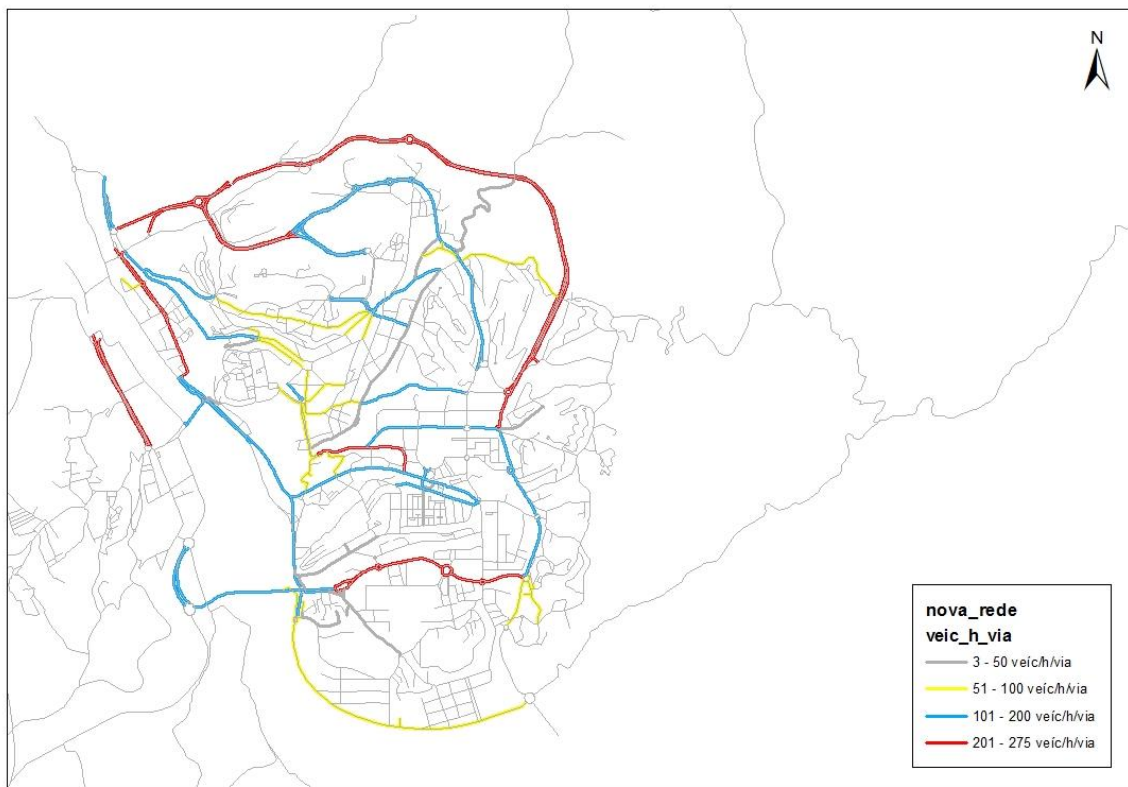 N
nova_rede
veic_h_via
3 - 50 veíc/h/via
51 - 100 veíc/h/via
101 - 200 veíc/h/via
201 - 275 veíc/h/via